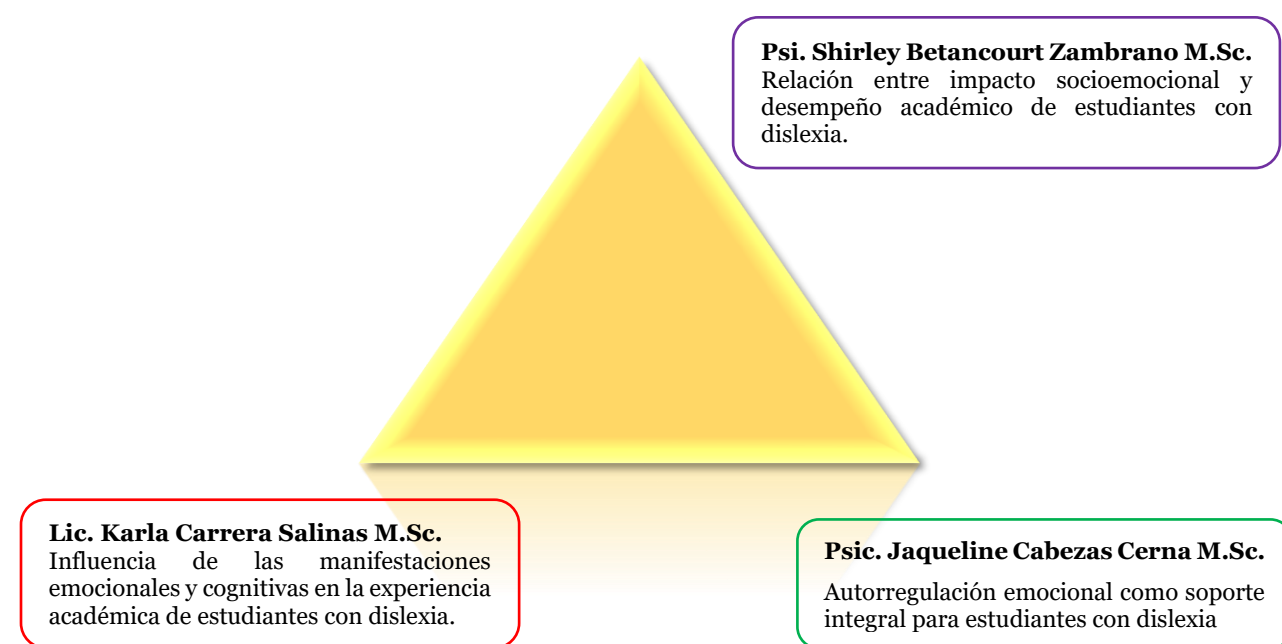 Psi. Shirley Betancourt Zambrano M.Sc.
Relación entre impacto socioemocional y
desempeño académico de estudiantes con
dislexia.
Lic. Karla Carrera Salinas M.Sc.
Influencia de las manifestaciones
emocionales y cognitivas en la experiencia
académica de estudiantes con dislexia.
Psic. Jaqueline Cabezas Cerna M.Sc.
Autorregulación emocional como soporte
integral para estudiantes con dislexia